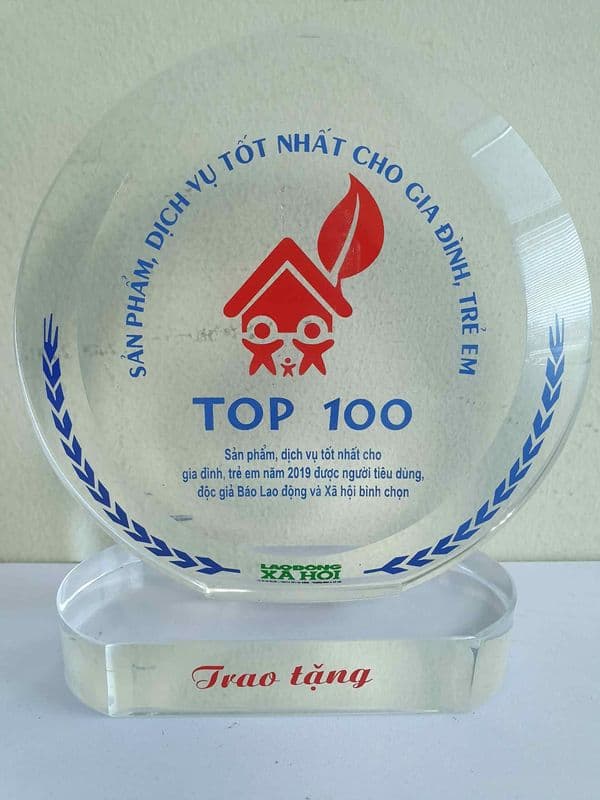 SẢN PHẨM, DỊCH VỤ TỐT NHẤT CHO GIA ĐÌNH, TRẺ EM
TOP 100
Sản phẩm, dịch vụ tốt nhất cho
gia đình, trẻ em năm 2019 được người tiêu dùng,
độc giả Báo Lao động và Xã hội bình chọn
LAO ĐỘNG
XÃ HỘI
Trao tặng